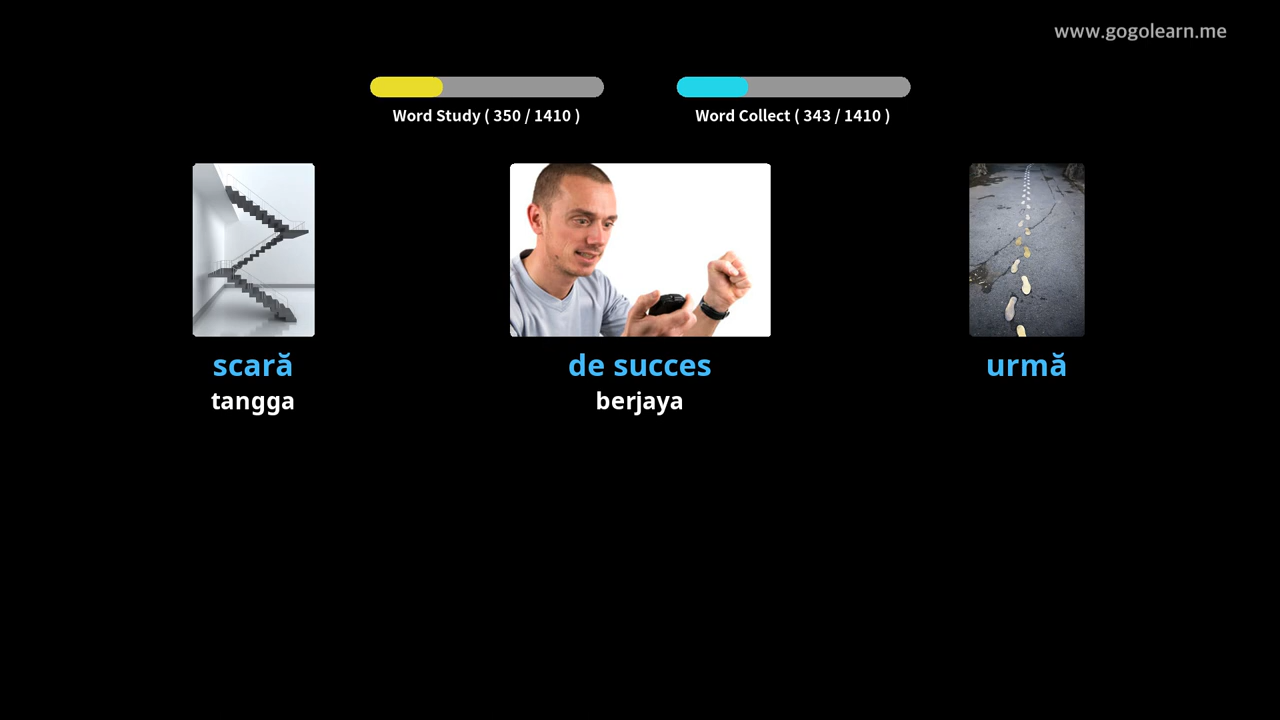 www.gogolearn.me
Word Study ( 350 / 1410 )
Word Collect ( 343 / 1410 )
scară
tangga
de succes
berjaya
urmă